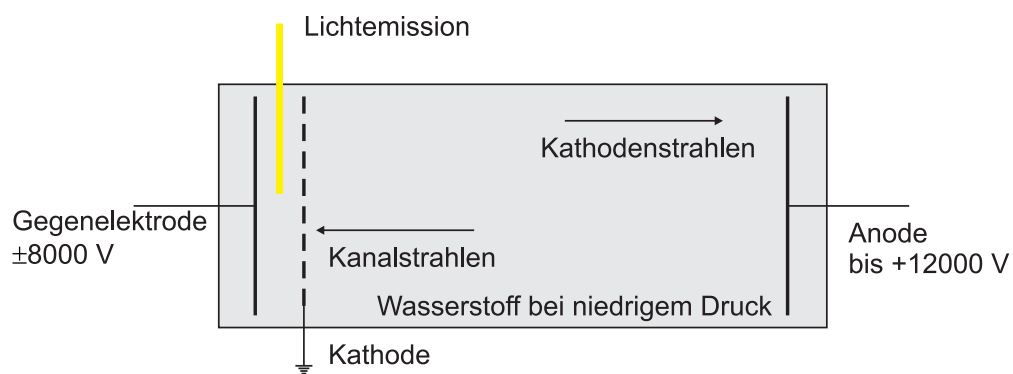 Lichtemission
Kathodenstrahlen
Gegenelektrode
±8000 V
Kanalstrahlen
Anode
bis +12000 V
Wasserstoff bei niedrigem Druck
Kathode